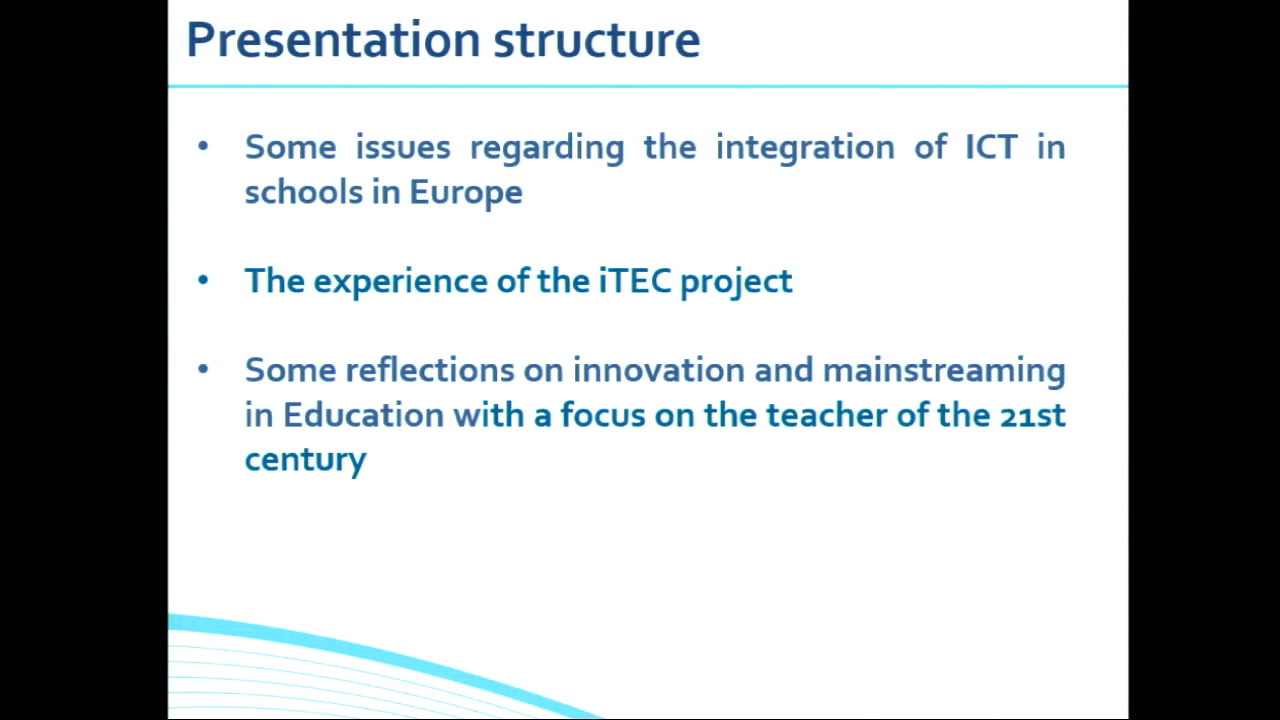 Presentation structure
• Some issues regarding the integration of ICT in
schools in Europe
• The experience of the iTEC project
• Some reflections on innovation and mainstreaming
in Education with a focus on the teacher of the 21st
century